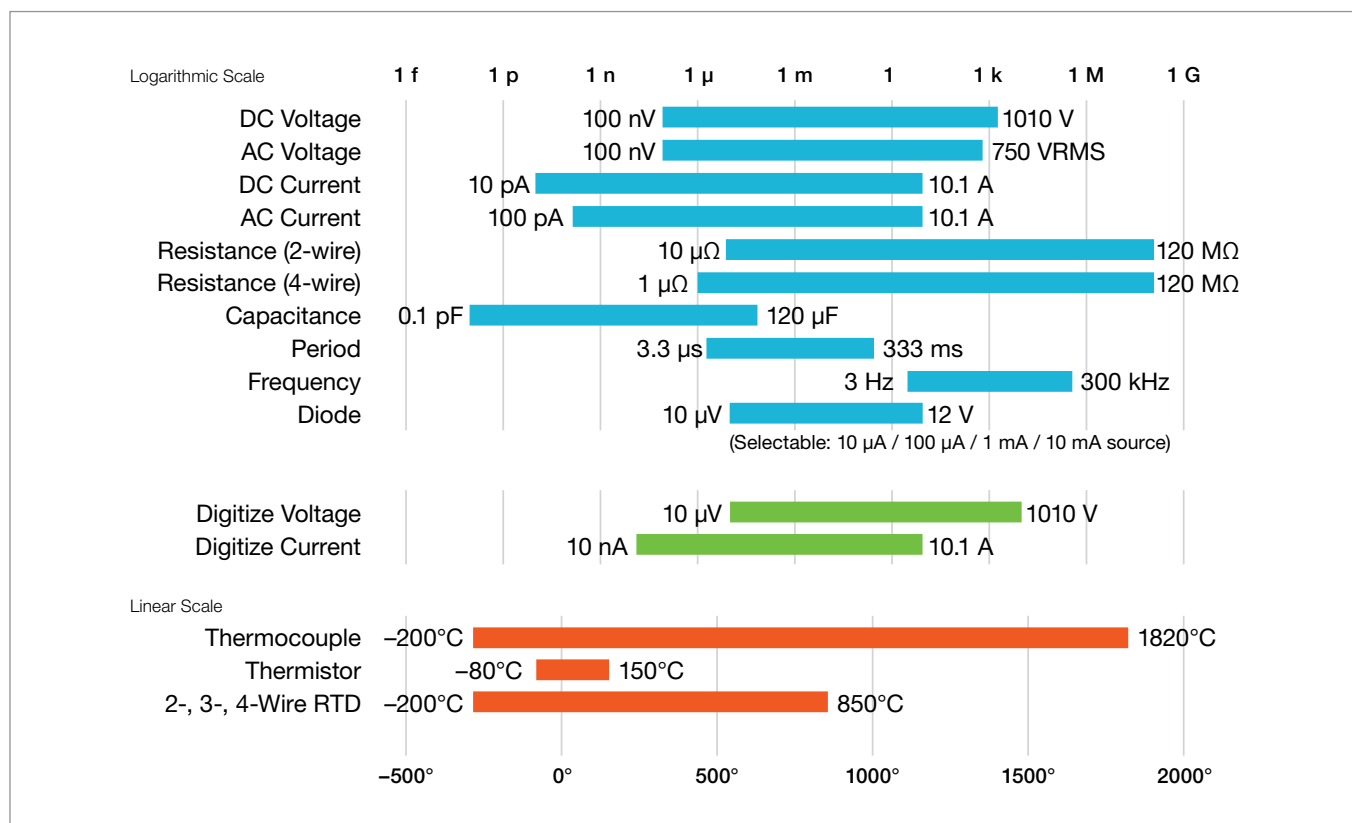 Logarithmic Scale 1 f 1 p 1 n 1 µ 1 m 1 1 k 1 M 1 G
DC Voltage 100 nV 1010 V
AC Voltage 100 nV 750 VRMS
DC Current 10 pA 10.1 A
AC Current 100 pA 10.1 A
Resistance (2-wire) 10 µΩ 120 MΩ
Resistance (4-wire) 1 µΩ 120 MΩ
Capacitance 0.1 pF 120 µF
Period 3.3 µs 333 ms
Frequency 3 Hz 300 kHz
Diode 10 µV 12 V
(Selectable: 10 µA / 100 µA / 1 mA / 10 mA source)
Digitize Voltage 10 µV 1010 V
Digitize Current 10 nA 10.1 A
Linear Scale
Thermocouple –200°C 1820°C
Thermistor –80°C 150°C
2-, 3-, 4-Wire RTD –200°C 850°C
–500° 0° 500° 1000° 1500° 2000°